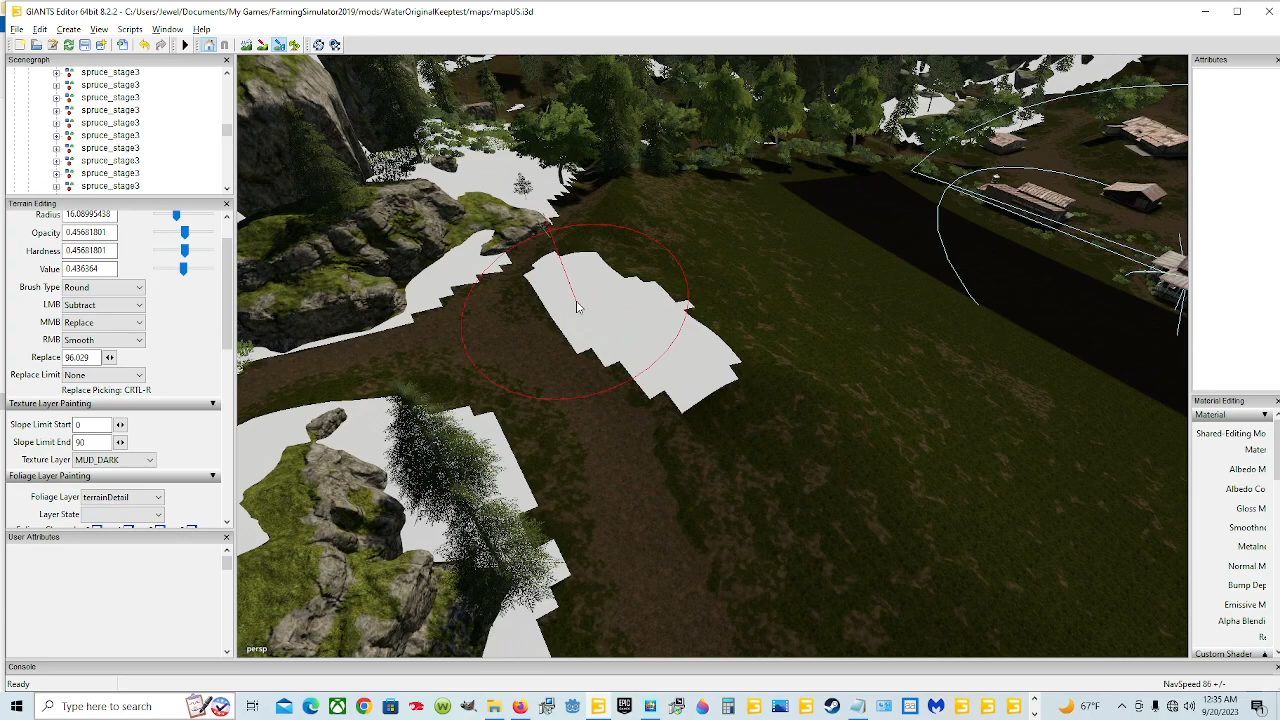 GIANTS Editor 64bit 8.2.2 - C:/Users/Jewel/Documents/My Games/FarmingSimulator2019/mods/WaterOriginalKeeptest/maps/mapUS.i3d
File Edit Create View Scripts Window Help
Scenegraph
spruce_stage3
spruce_stage3
spruce_stage3
spruce_stage3
spruce_stage3
spruce_stage3
spruce_stage3
spruce_stage3
spruce_stage3
spruce_stage3
Terrain Editing
Radius 16.08995438
Opacity 0.45681801
Hardness 0.45681801
Value 0.436364
Brush Type Round
LMB Subtract
MMB Replace
RMB Smooth
Replace 96.029
Replace Limit None
Replace Picking: CRTL-R
Texture Layer Painting
Slope Limit Start 0
Slope Limit End 90
Texture Layer MUD_DARK
Foliage Layer Painting
Foliage Layer terrainDetail
Layer State
User Attributes
persp
Attributes
Material Editing
Material
Shared-Editing Mo
Mater
Albedo M
Albedo Co
Gloss M
Smoothn
Metalne
Normal M
Bump Dep
Emissive M
Alpha Blendi
Re
Custom Shader
Console
Ready
NavSpeed 86 +/-
Type here to search
67°F
12:35 AM
9/20/2023